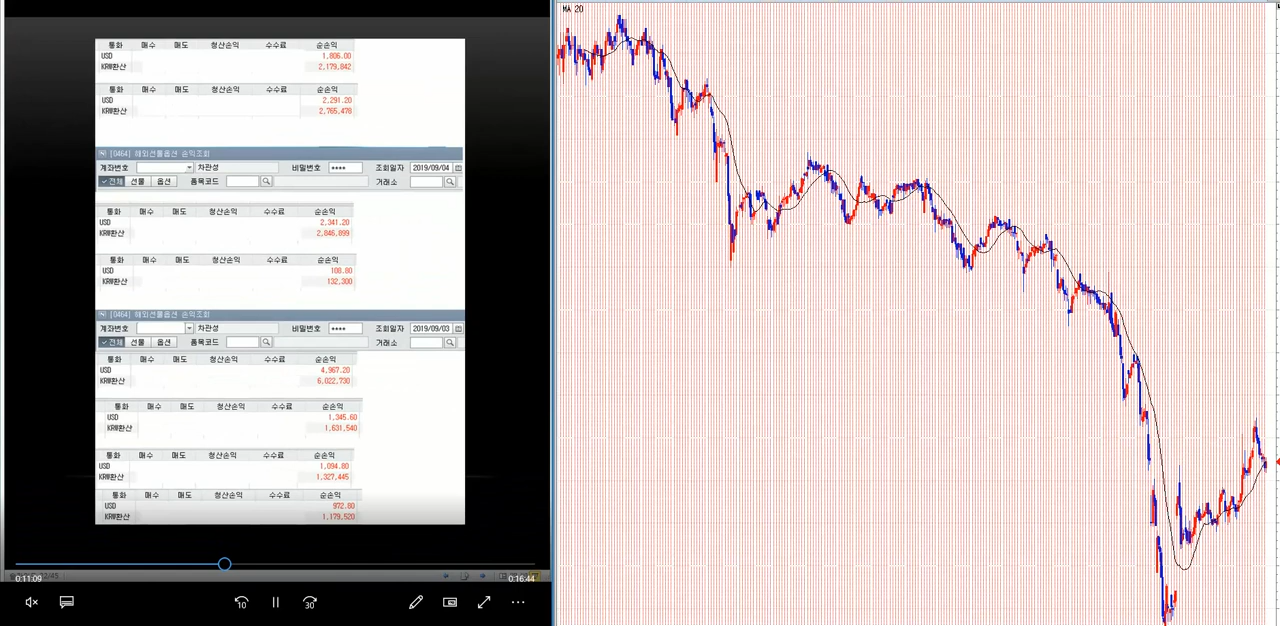 통화 매수 매도 청산손익 수수료 순손익
USD 1,806.00
KRW환산 2,179,842
통화 매수 매도 청산손익 수수료 순손익
USD 2,291.20
KRW환산 2,765,478
[0464] 해외선물옵션 손익조회
계좌번호 차관성 비밀번호 **** 조회일자 2019/09/04
전체 선물 옵션 품목코드 거래소
통화 매수 매도 청산손익 수수료 순손익
USD 2,341.20
KRW환산 2,846,899
통화 매수 매도 청산손익 수수료 순손익
USD 108.80
KRW환산 132,300
[0464] 해외선물옵션 손익조회
계좌번호 차관성 비밀번호 **** 조회일자 2019/09/03
전체 선물 옵션 품목코드 거래소
통화 매수 매도 청산손익 수수료 순손익
USD 4,967.20
KRW환산 6,022,730
통화 매수 매도 청산손익 수수료 순손익
USD 1,345.60
KRW환산 1,631,540
통화 매수 매도 청산손익 수수료 순손익
USD 1,094.80
KRW환산 1,327,445
통화 매수 매도 청산손익 수수료 순손익
USD 972.80
KRW환산 1,179,520
0:11:09 0:16:44
10 30
MA 20